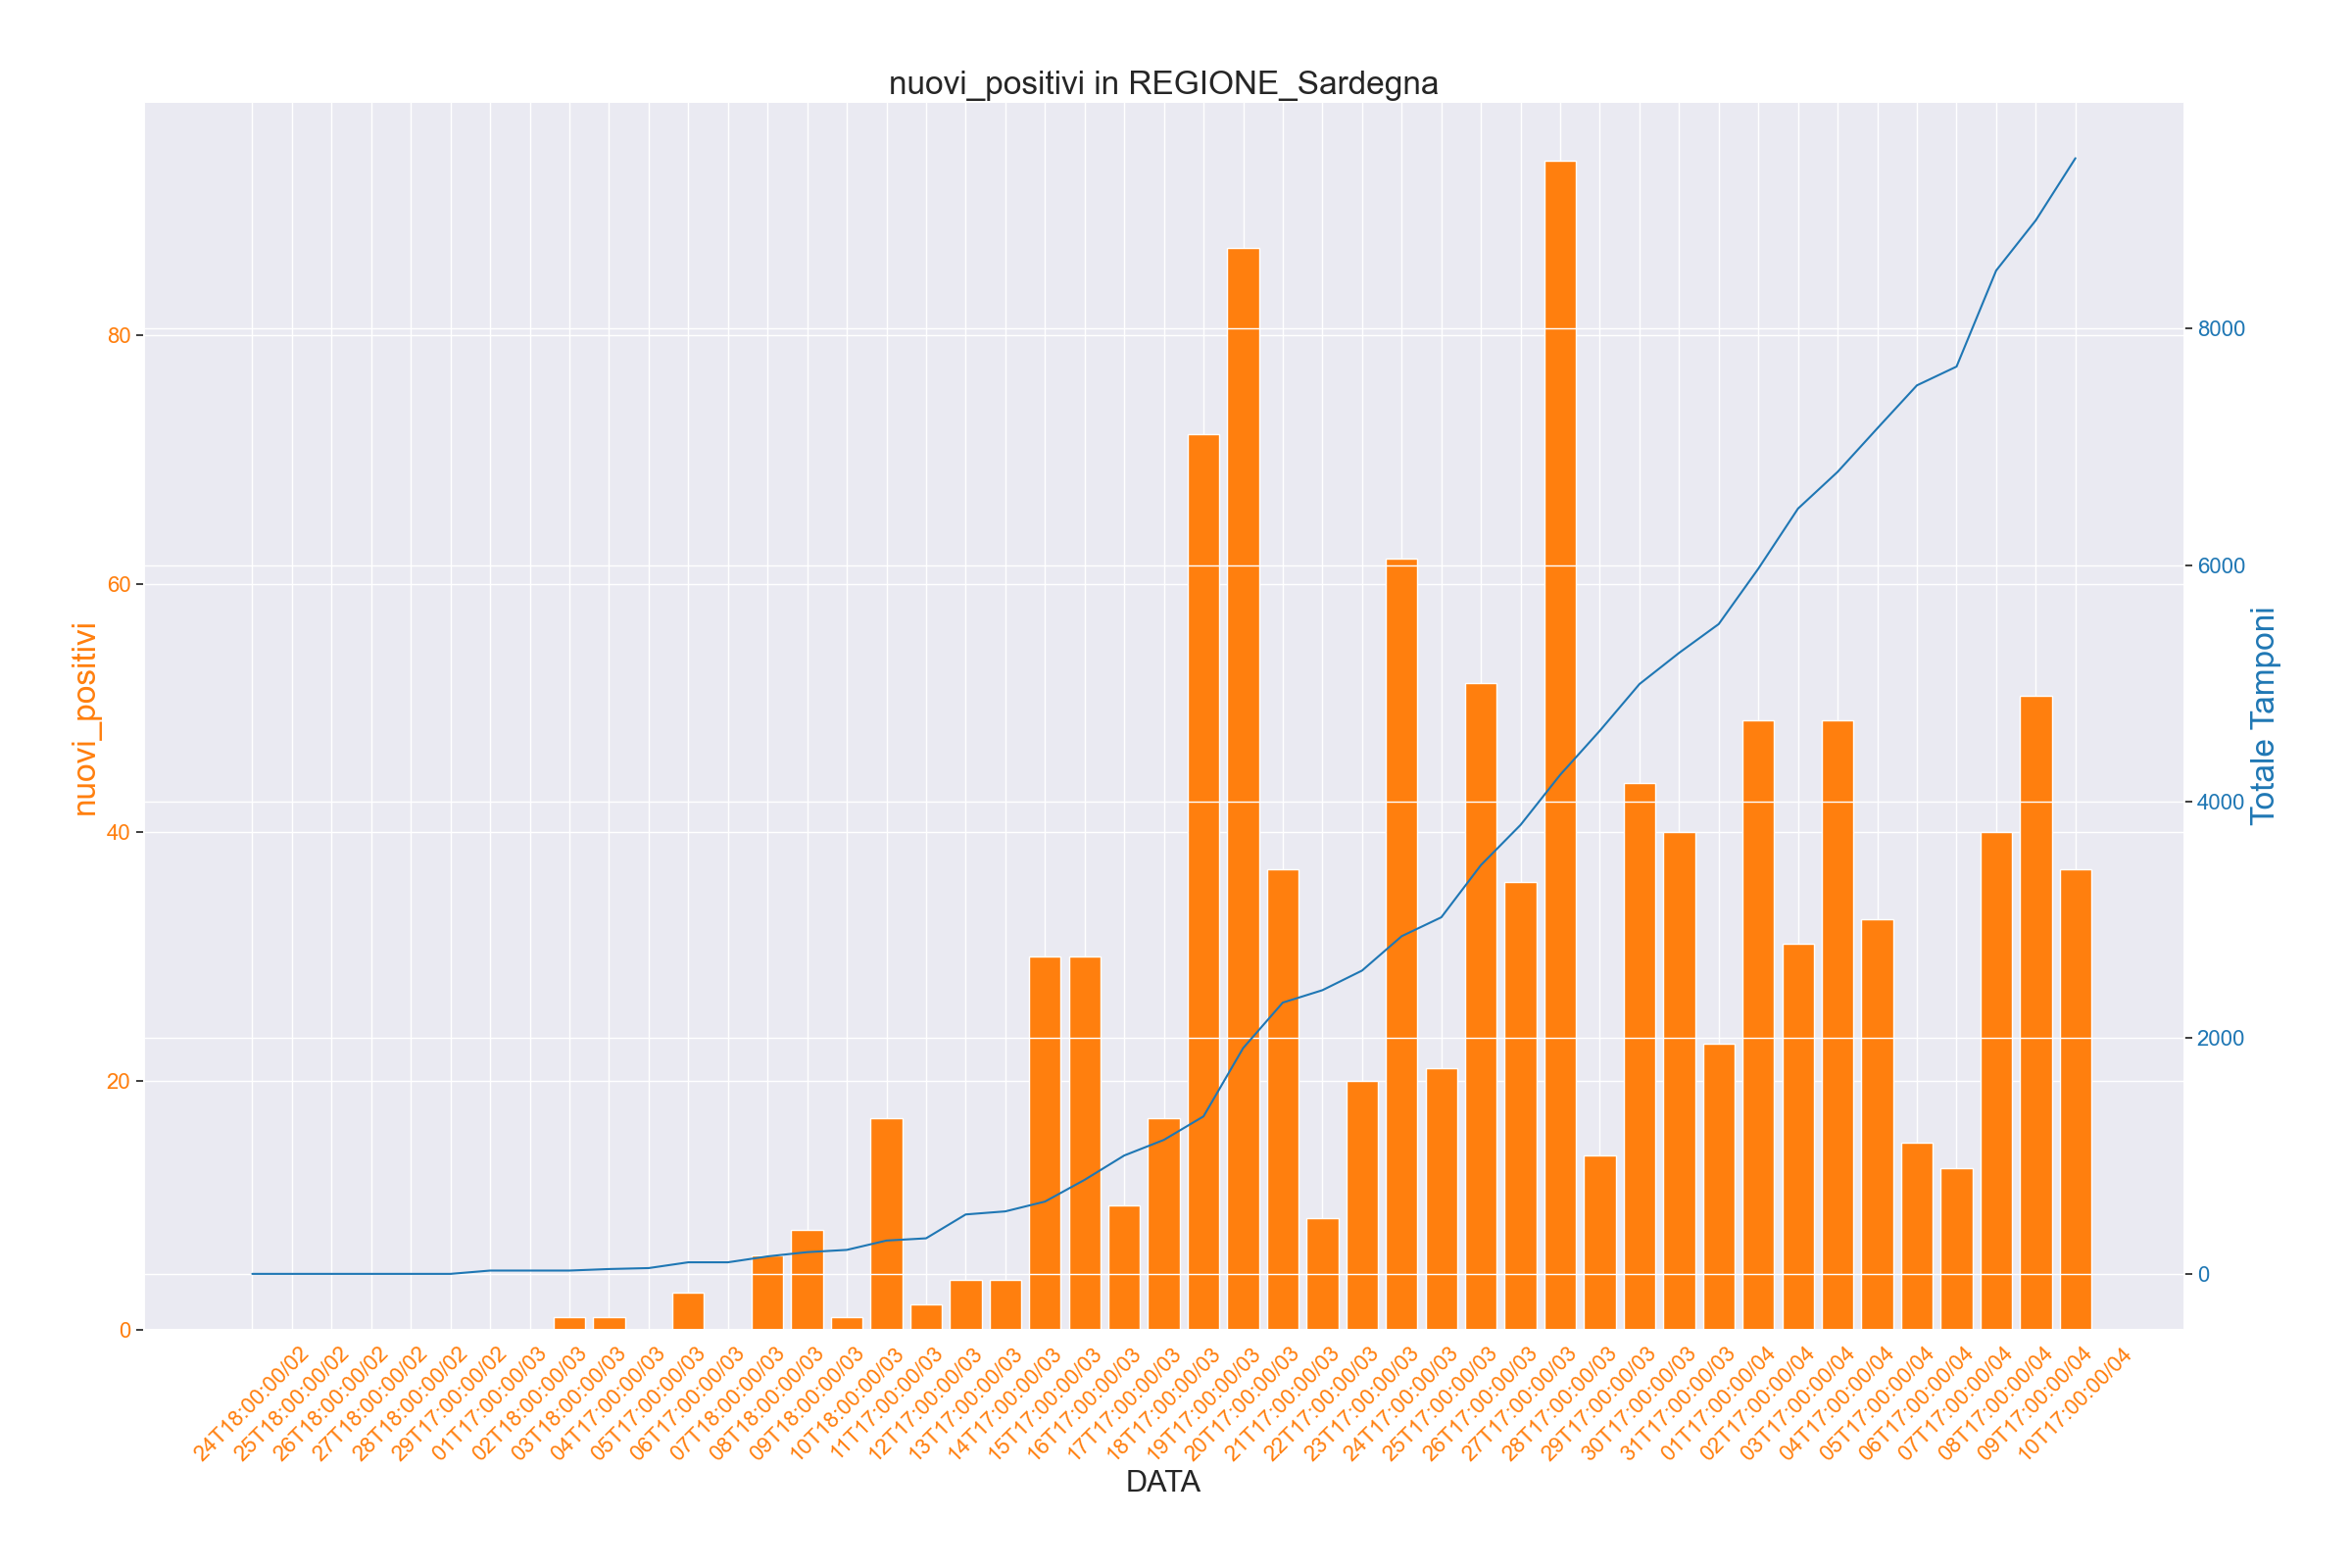 nuovi_positivi in REGIONE_Sardegna
80
60
40
20
0
nuovi_positivi
8000
6000
4000
2000
0
Totale Tamponi
24T18:00:00/02
25T18:00:00/02
26T18:00:00/02
27T18:00:00/02
28T18:00:00/02
29T17:00:00/02
01T17:00:00/03
02T18:00:00/03
03T18:00:00/03
04T17:00:00/03
05T17:00:00/03
06T17:00:00/03
07T18:00:00/03
08T18:00:00/03
09T18:00:00/03
10T18:00:00/03
11T17:00:00/03
12T17:00:00/03
13T17:00:00/03
14T17:00:00/03
15T17:00:00/03
16T17:00:00/03
17T17:00:00/03
18T17:00:00/03
19T17:00:00/03
20T17:00:00/03
21T17:00:00/03
22T17:00:00/03
23T17:00:00/03
24T17:00:00/03
25T17:00:00/03
26T17:00:00/03
27T17:00:00/03
28T17:00:00/03
29T17:00:00/03
30T17:00:00/03
31T17:00:00/03
01T17:00:00/04
02T17:00:00/04
03T17:00:00/04
04T17:00:00/04
05T17:00:00/04
06T17:00:00/04
07T17:00:00/04
08T17:00:00/04
09T17:00:00/04
10T17:00:00/04
DATA